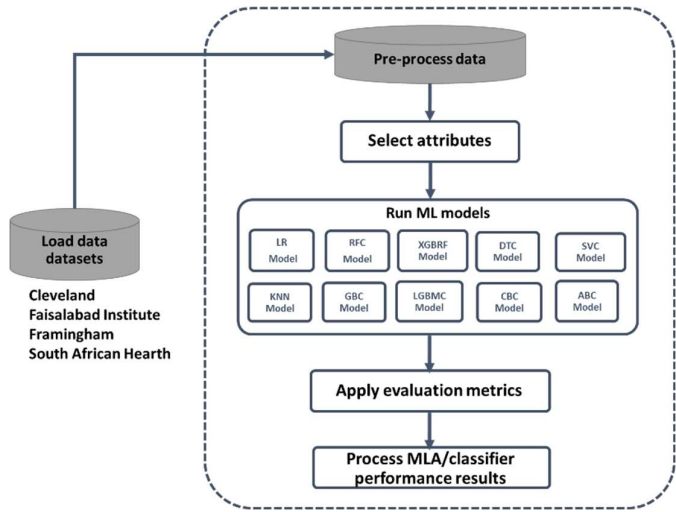 Pre-process data
Select attributes
Run ML models
LR
Model
RFC
Model
XGBRF
Model
DTC
Model
SVC
Model
KNN
Model
GBC
Model
LGBMC
Model
CBC
Model
ABC
Model
Load data
datasets
Cleveland
Faisalabad Institute
Framingham
South African Hearth
Apply evaluation metrics
Process MLA/classifier
performance results